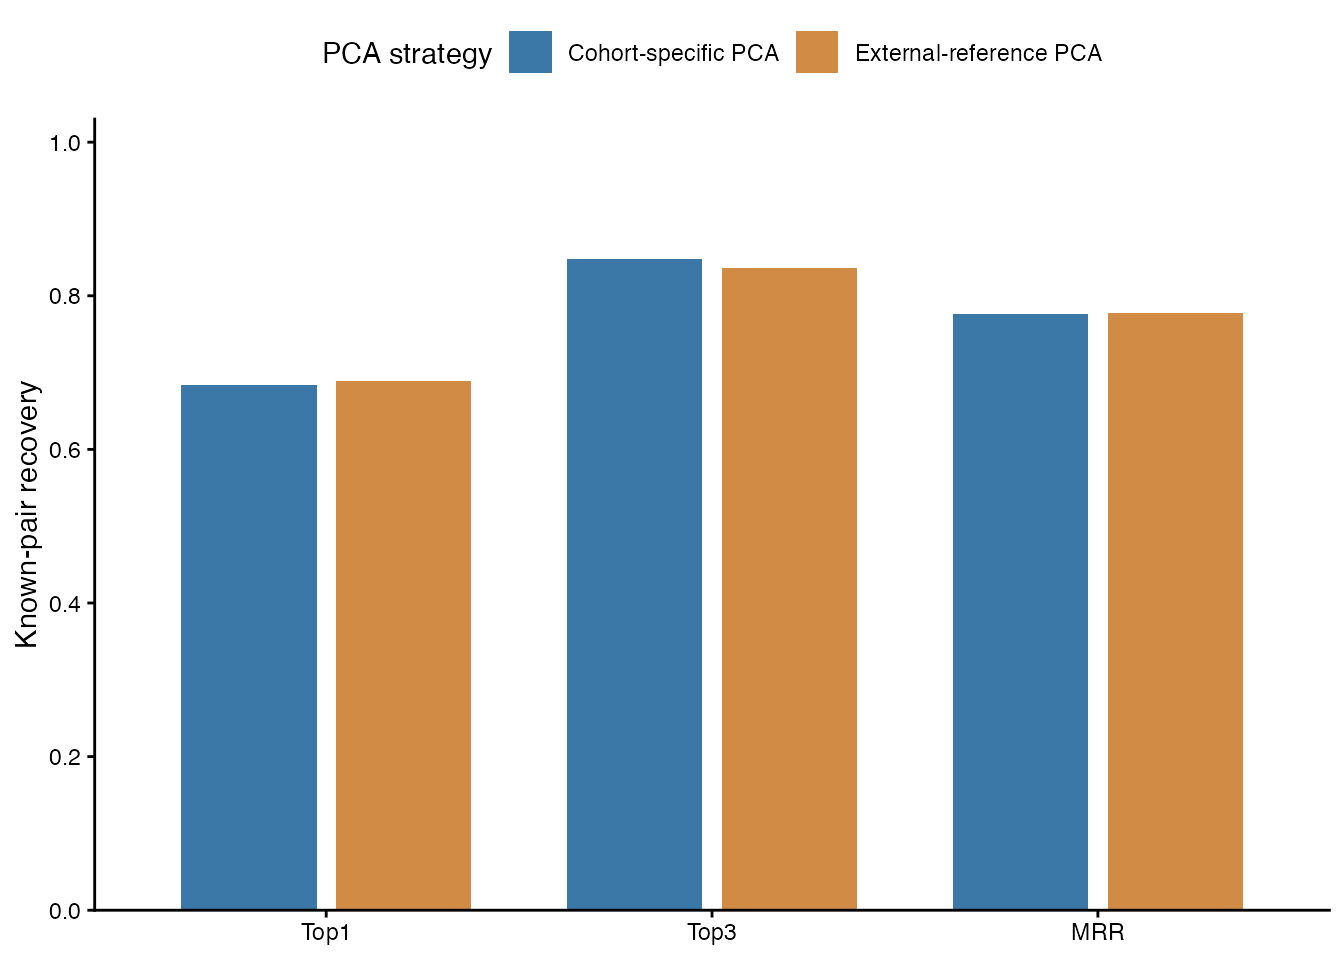 PCA strategy Cohort-specific PCA External-reference PCA
Known-pair recovery
1.0
0.8
0.6
0.4
0.2
0.0
Top1 Top3 MRR